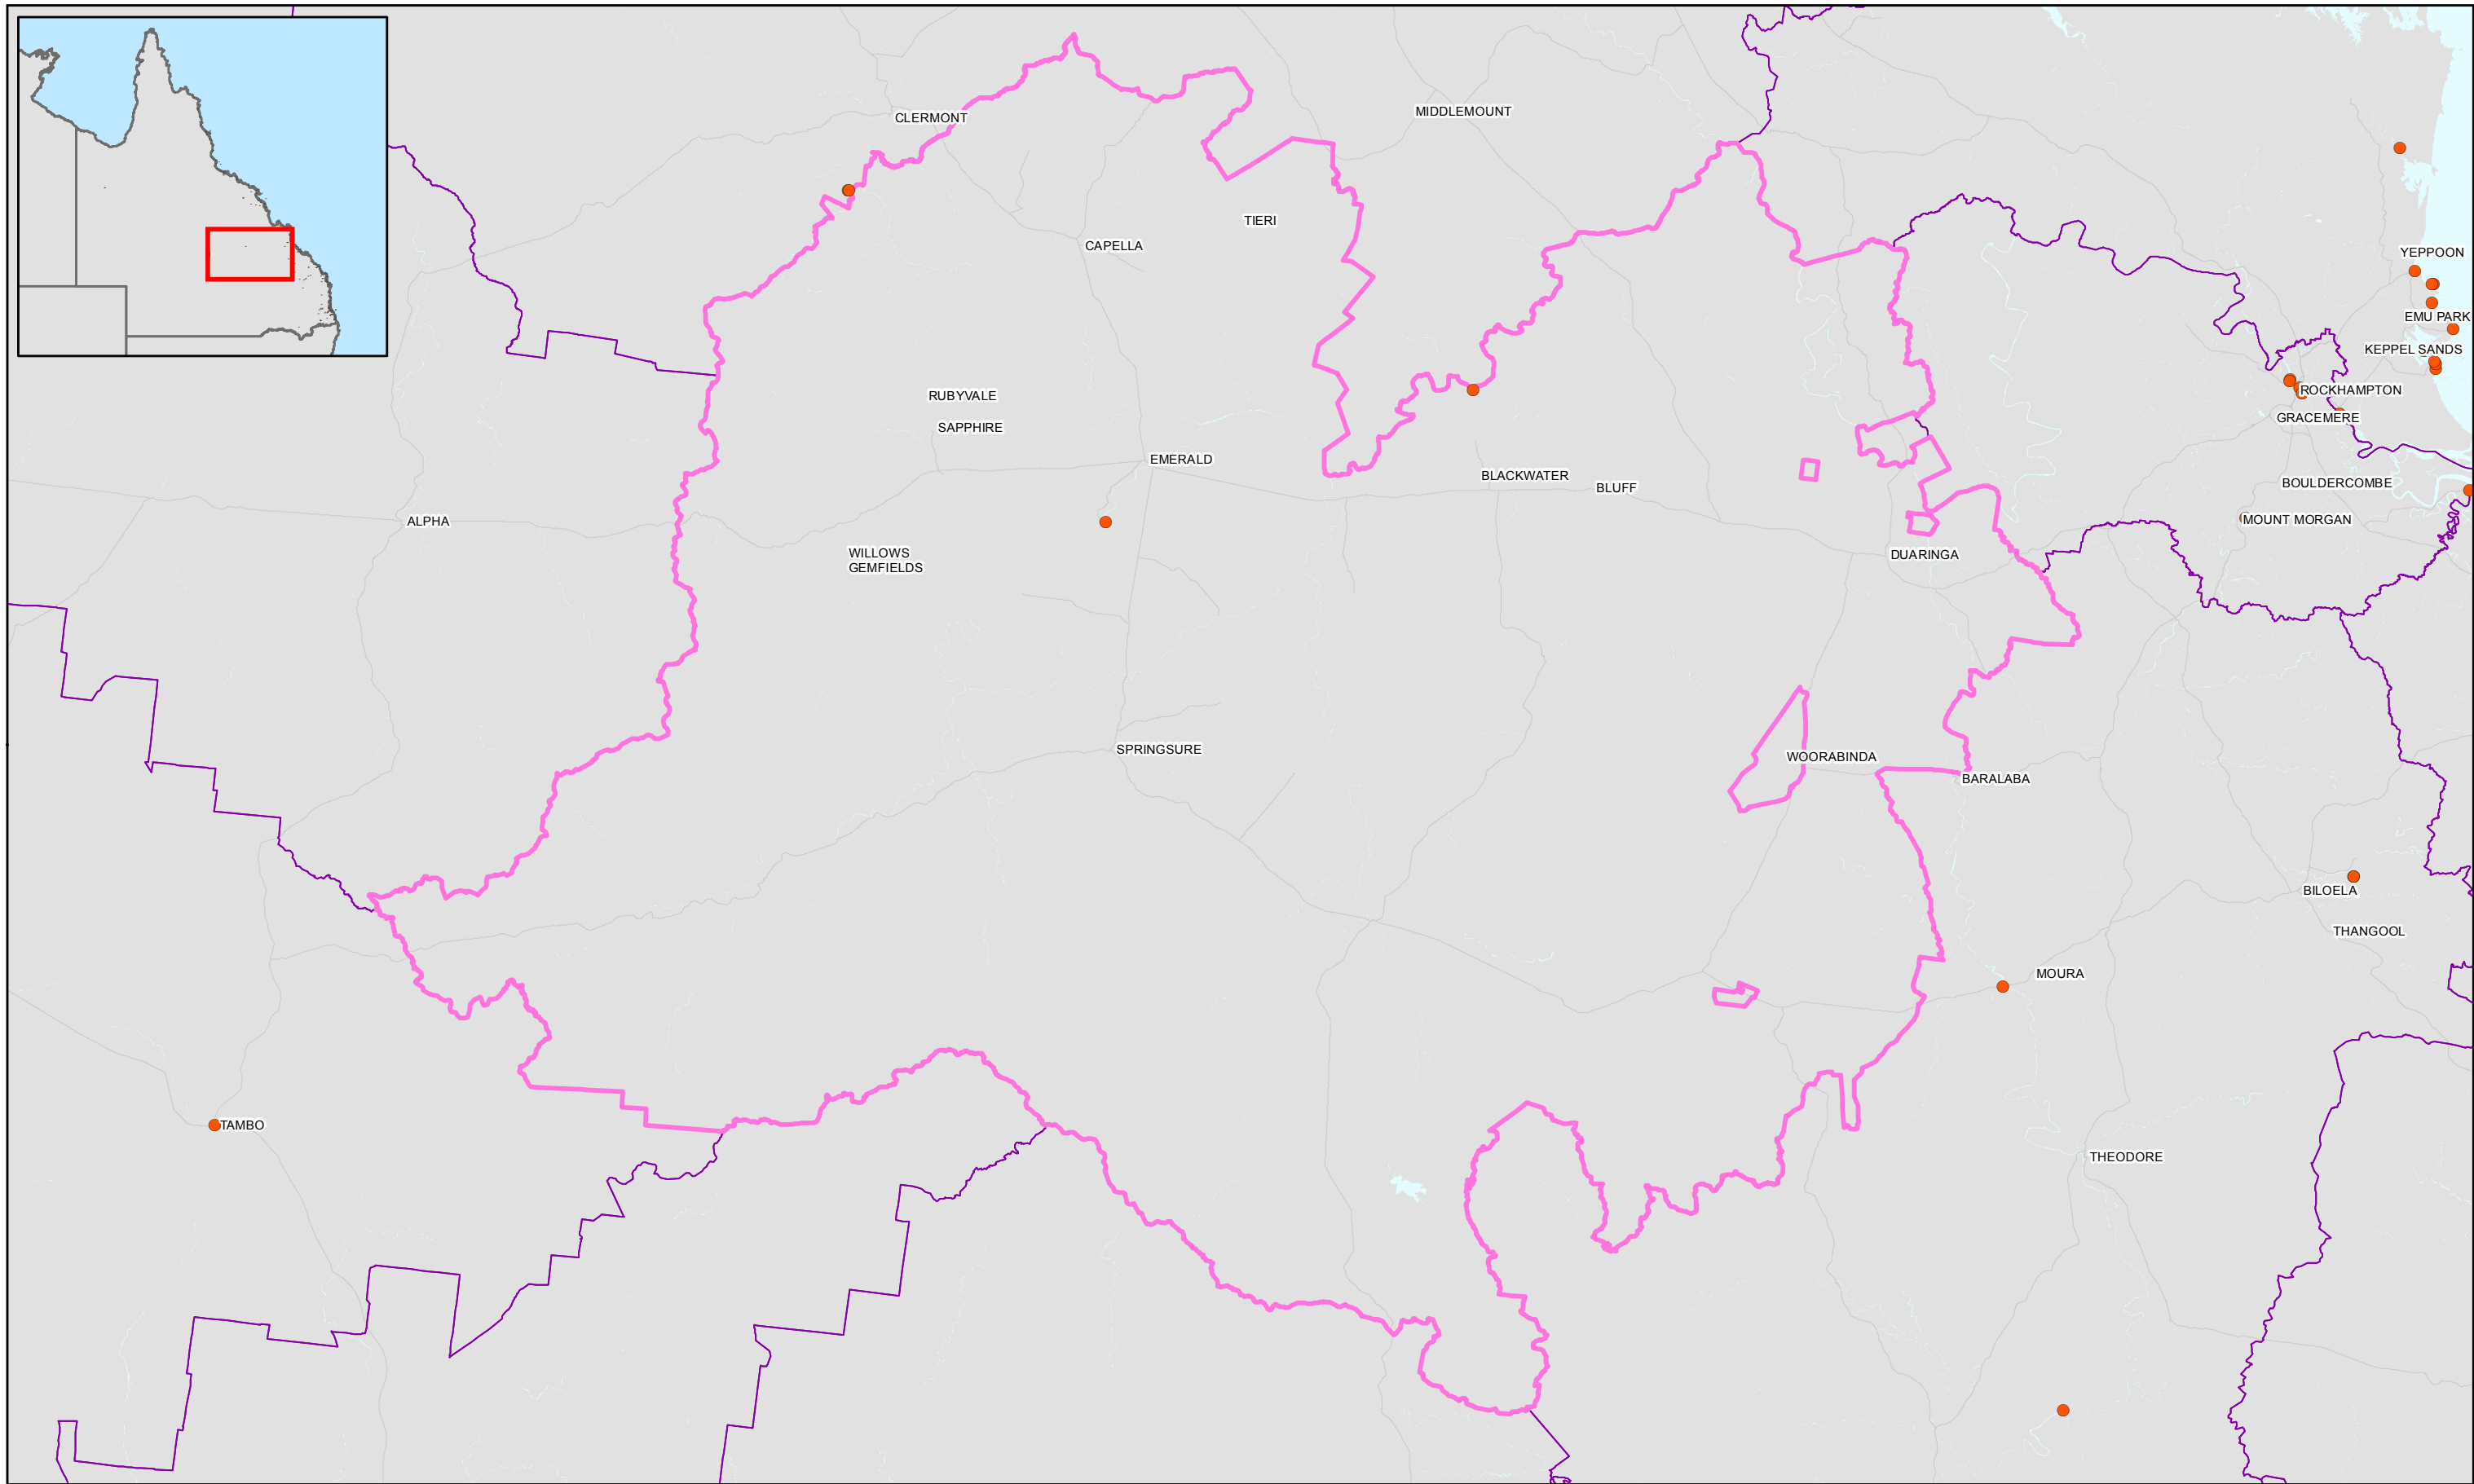 CLERMONT
MIDDLEMOUNT
TIERI
CAPELLA
YEPPOON
EMU PARK
KEPPEL SANDS
ROCKHAMPTON
RUBYVALE
GRACEMERE
SAPPHIRE
EMERALD
BLACKWATER
BOULDERCOMBE
BLUFF
ALPHA
MOUNT MORGAN
WILLOWS
GEMFIELDS
DUARINGA
SPRINGSURE
WOORABINDA
BARALABA
BILOELA
THANGOOL
MOURA
TAMBO
THEODORE